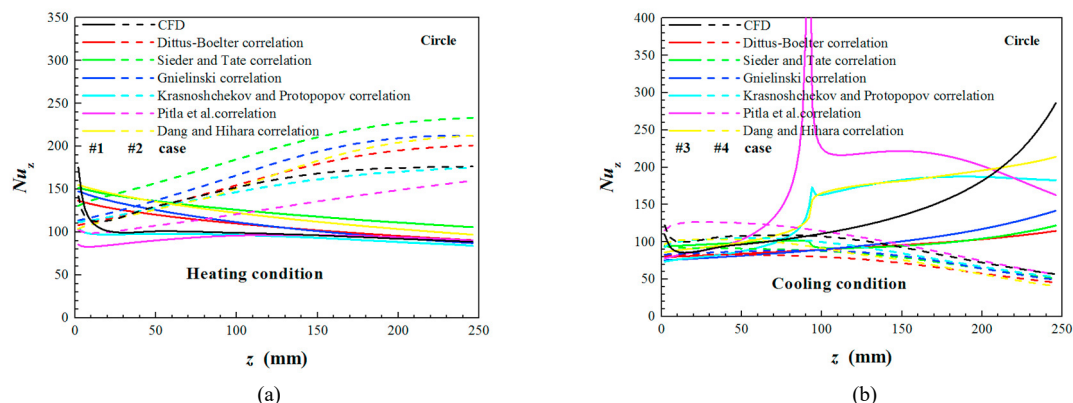 350
300
250
200
150
100
50
0
Nu_z
CFD
Dittus-Boelter correlation
Circle
Sieder and Tate correlation
Gnielinski correlation
Krasnoshchekov and Protopopov correlation
Pitla et al.correlation
Dang and Hihara correlation
#1 #2 case
Heating condition
0 50 100 150 200 250
z (mm)
(a)
400
350
300
250
200
150
100
50
0
Nu_z
CFD
Dittus-Boelter correlation
Circle
Sieder and Tate correlation
Gnielinski correlation
Krasnoshchekov and Protopopov correlation
Pitla et al.correlation
Dang and Hihara correlation
#3 #4 case
Cooling condition
0 50 100 150 200 250
z (mm)
(b)